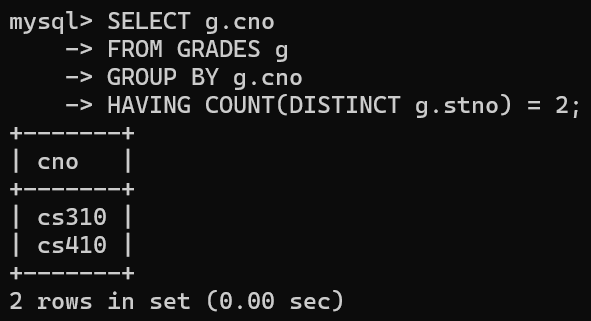 mysql> SELECT g.cno
    -> FROM GRADES g
    -> GROUP BY g.cno
    -> HAVING COUNT(DISTINCT g.stno) = 2;
+-------+
| cno   |
+-------+
| cs310 |
| cs410 |
+-------+
2 rows in set (0.00 sec)